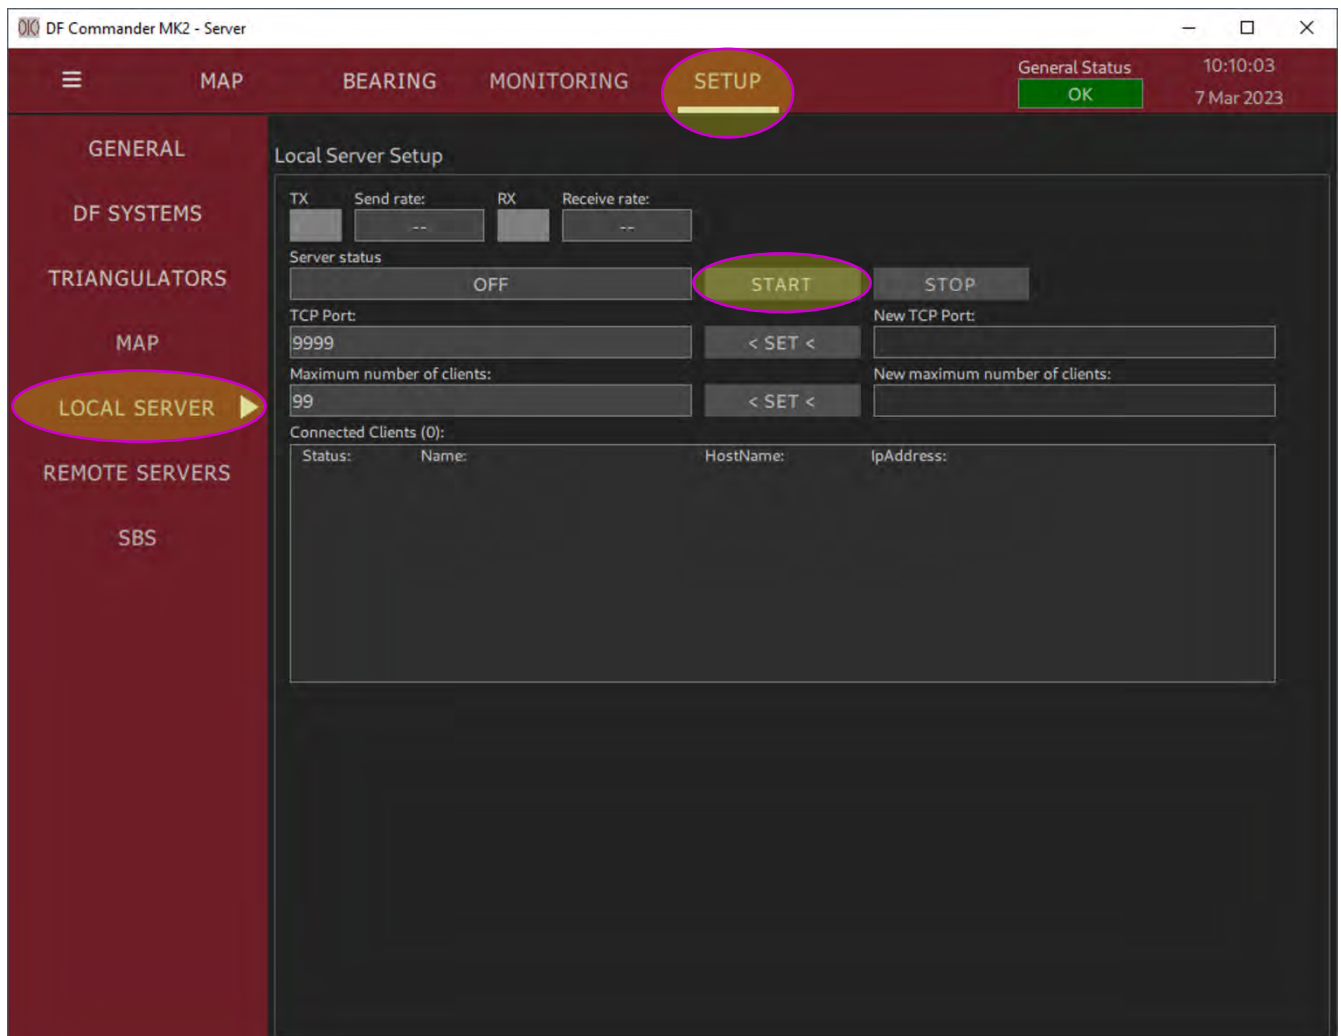 DF Commander MK2 - Server
MAP BEARING MONITORING SETUP
General Status
OK
10:10:03
7 Mar 2023
GENERAL
DF SYSTEMS
TRIANGULATORS
MAP
LOCAL SERVER
REMOTE SERVERS
SBS
Local Server Setup
TX Send rate: RX Receive rate:
-- --
Server status
OFF START STOP
TCP Port: New TCP Port:
9999 < SET <
Maximum number of clients: New maximum number of clients:
99 < SET <
Connected Clients (0):
Status: Name: HostName: IpAddress: